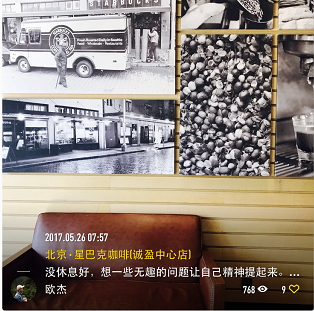 STARBUCKS
2017.05.26 07:57
北京·星巴克咖啡(诚盈中心店)
没休息好，想一些无趣的问题让自己精神提起来。...
欧杰
768
9